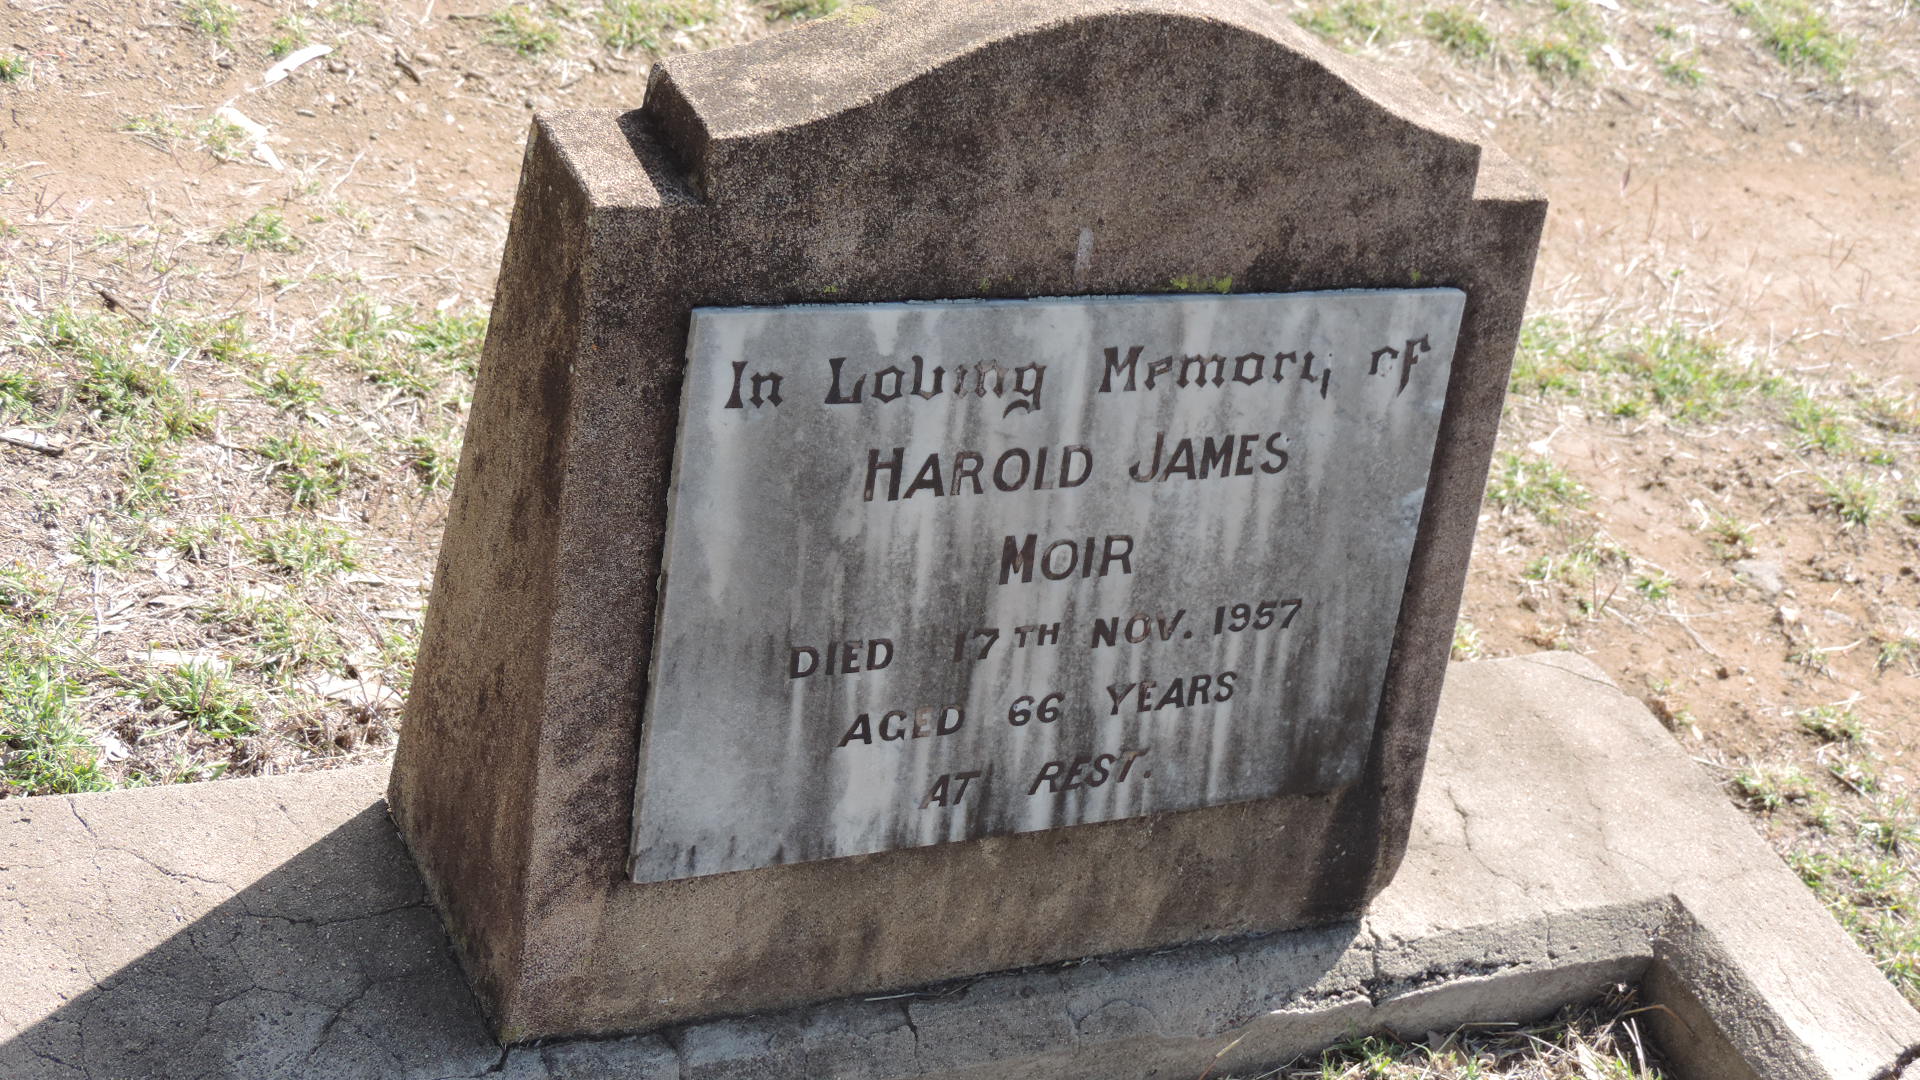 In Loving Memory of
HAROLD JAMES
MOIR
DIED 17TH NOV. 1957
AGED 66 YEARS
AT REST.